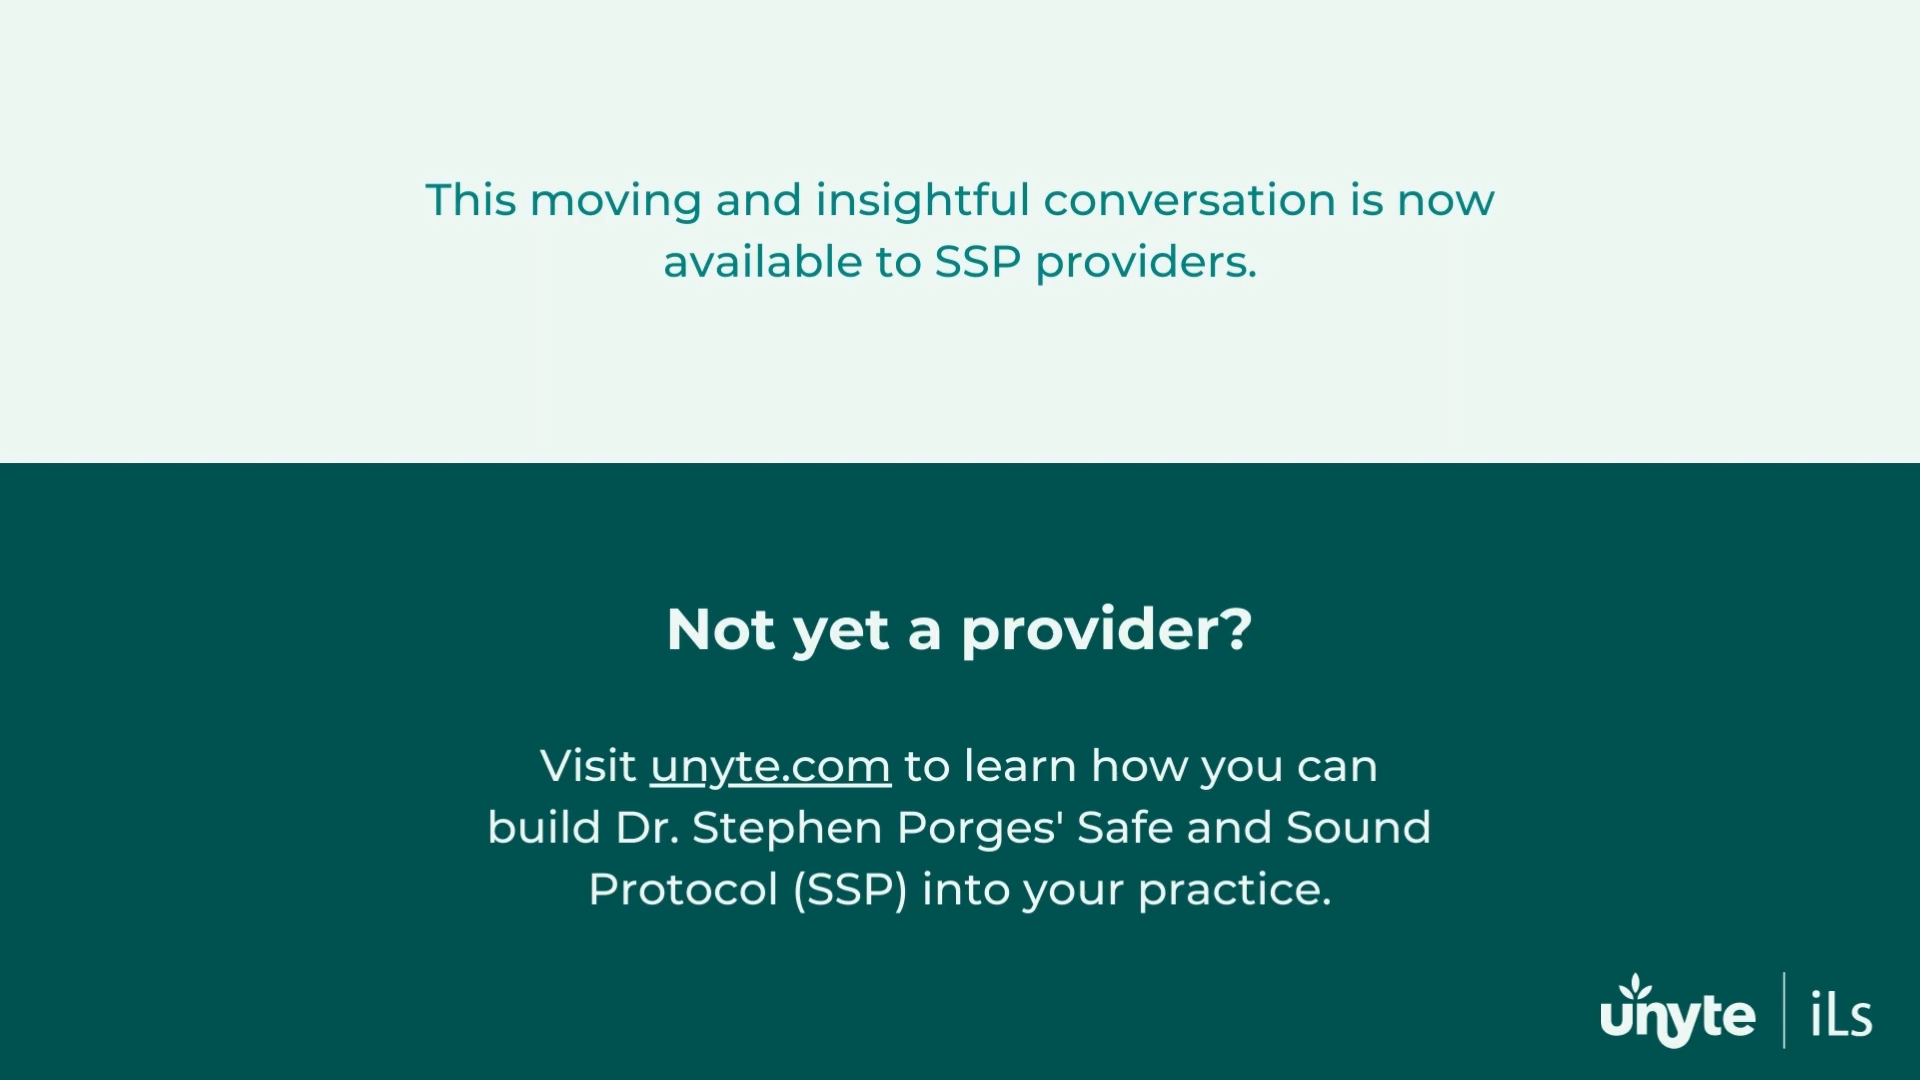 This moving and insightful conversation is now
available to SSP providers.
Not yet a provider?
Visit unyte.com to learn how you can
build Dr. Stephen Porges' Safe and Sound
Protocol (SSP) into your practice.
unyte | iLs